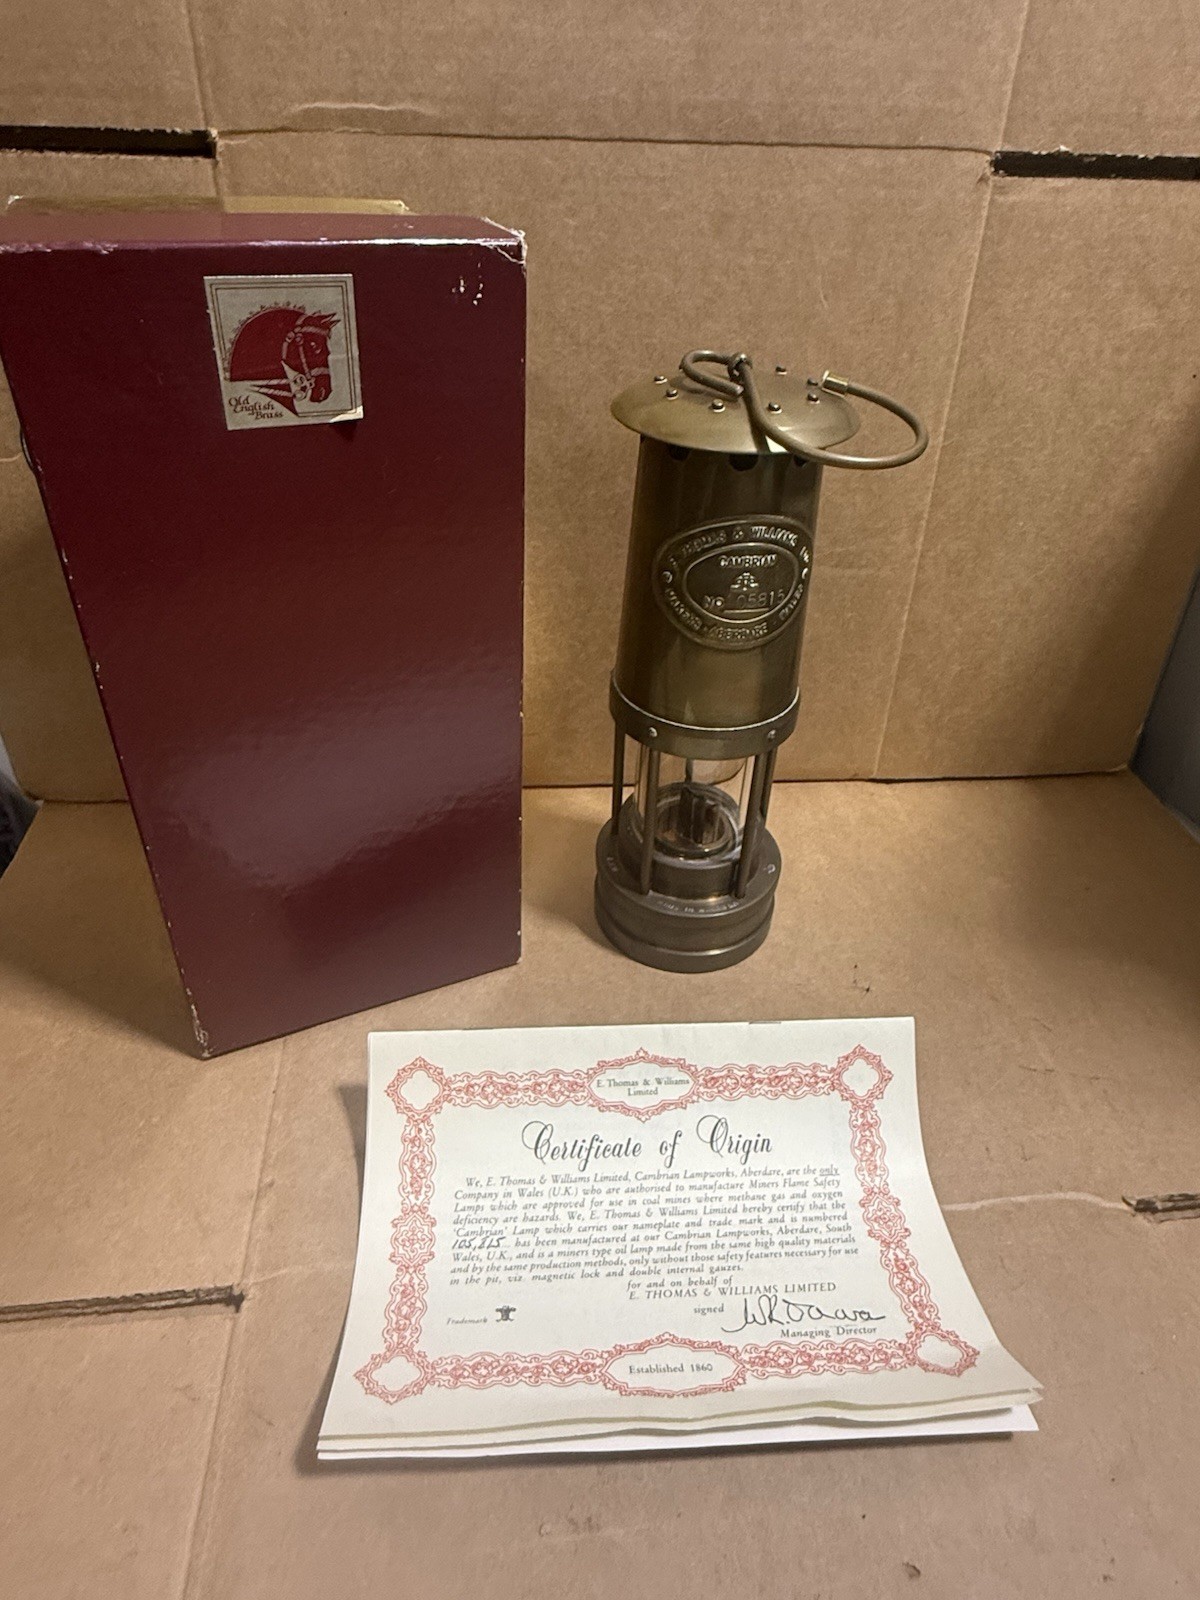 Old
English
Brass
E. THOMAS & WILLIAMS LTD
CAMBRIAN
NO 105815
MAKERS · ABERDARE · WALES
E. Thomas & Williams
Limited
Certificate of Origin
We, E. Thomas & Williams Limited, Cambrian Lampworks, Aberdare, are the only
Company in Wales (U.K.) who are authorised to manufacture Miners Flame Safety
Lamps which are approved for use in coal mines where methane gas and oxygen
deficiency are hazards. We, E. Thomas & Williams Limited hereby certify that the
'Cambrian' Lamp which carries our nameplate and trade mark and is numbered
105,815 has been manufactured at our Cambrian Lampworks, Aberdare, South
Wales, U.K., and is a miners type oil lamp made from the same high quality materials
and by the same production methods, only without those safety features necessary for use
in the pit, viz. magnetic lock and double internal gauzes.
for and on behalf of
E. THOMAS & WILLIAMS LIMITED
Trademark
signed
Managing Director
Established 1860